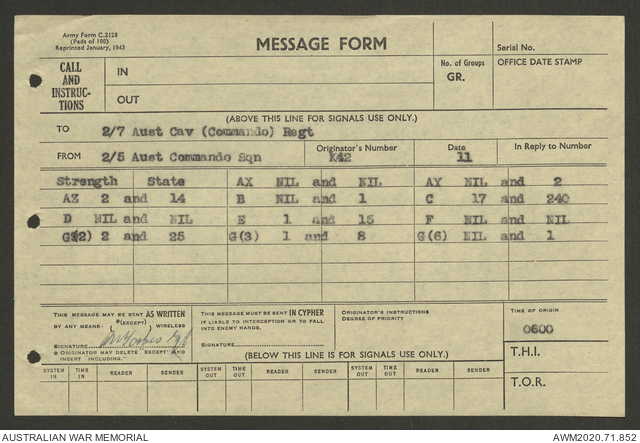 Army Form C.2128
(Pads of 100)
Reprinted January, 1943
MESSAGE FORM
Serial No.
CALL
AND
INSTRUC-
TIONS
IN
OUT
No. of Groups
GR.
OFFICE DATE STAMP
(ABOVE THIS LINE FOR SIGNALS USE ONLY.)
TO 2/7 Aust Cav (Commando) Regt
FROM 2/5 Aust Commando Sqn
Originator's Number
K42
Date
11
In Reply to Number
Strength State AX NIL and NIL AY NIL and 2
AZ 2 and 14 B NIL and 1 C 17 and 240
D NIL and NIL E 1 and 15 F NIL and NIL
G(2) 2 and 25 G(3) 1 and 8 G(6) NIL and 1
THIS MESSAGE MAY BE SENT AS WRITTEN
BY ANY MEANS *(EXCEPT) WIRELESS
SIGNATURE
* ORIGINATOR MAY DELETE EXCEPT AND
INSERT INCLUDING.
THIS MESSAGE MUST BE SENT IN CYPHER
IF LIABLE TO INTERCEPTION OR TO FALL
INTO ENEMY HANDS.
SIGNATURE
ORIGINATOR'S INSTRUCTIONS
DEGREE OF PRIORITY
TIME OF ORIGIN
0600
T.H.I.
T.O.R.
(BELOW THIS LINE IS FOR SIGNALS USE ONLY.)
SYSTEM IN TIME IN READER SENDER SYSTEM OUT TIME OUT READER SENDER SYSTEM OUT TIME OUT READER SENDER
AUSTRALIAN WAR MEMORIAL
AWM2020.71.852